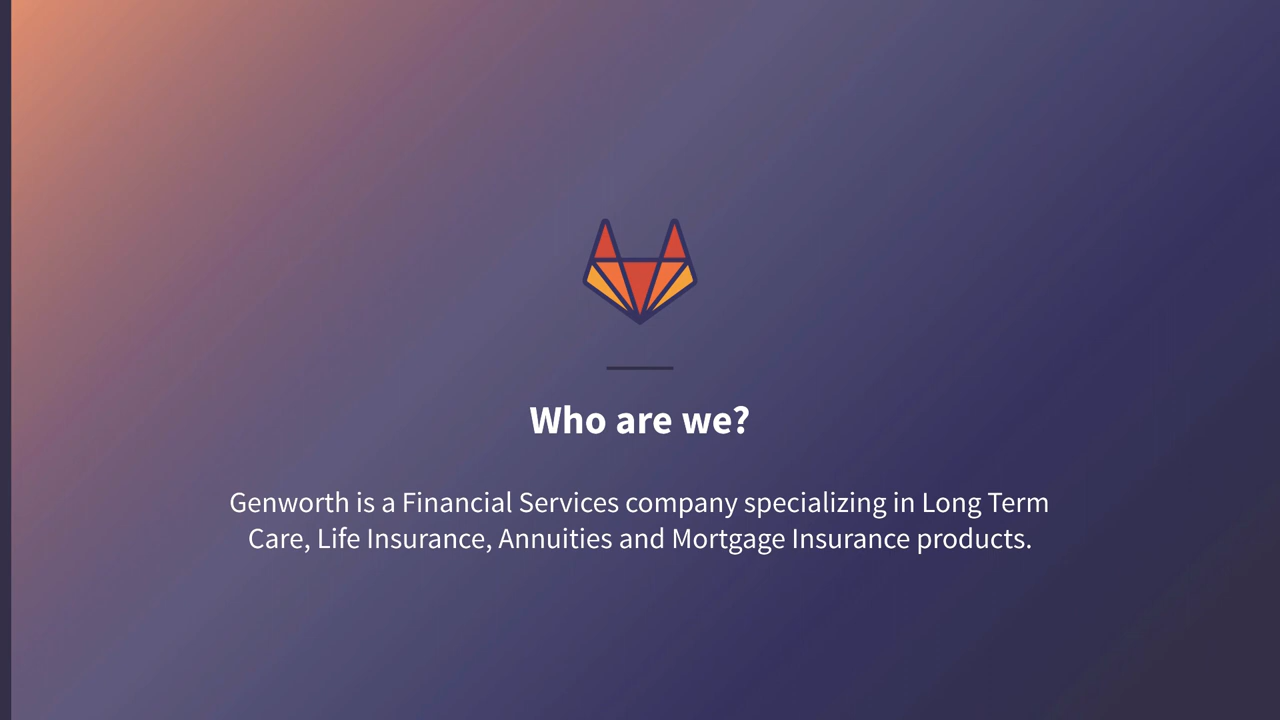 Who are we?
Genworth is a Financial Services company specializing in Long Term
Care, Life Insurance, Annuities and Mortgage Insurance products.